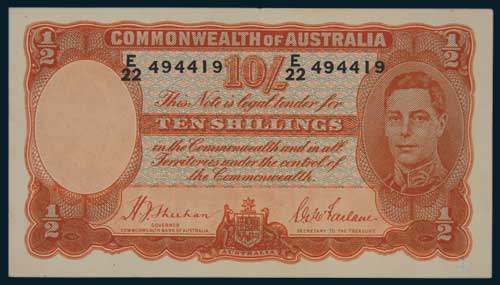 1/2 COMMONWEALTH OF AUSTRALIA 1/2
E/22 494419 10/- E/22 494419
This Note is legal tender for
TEN SHILLINGS
in the Commonwealth and in all
Territories under the control of
the Commonwealth.
H.J. Sheehan S.G. McFarlane
GOVERNOR SECRETARY TO THE TREASURY
COMMONWEALTH BANK OF AUSTRALIA
1/2 AUSTRALIA 1/2